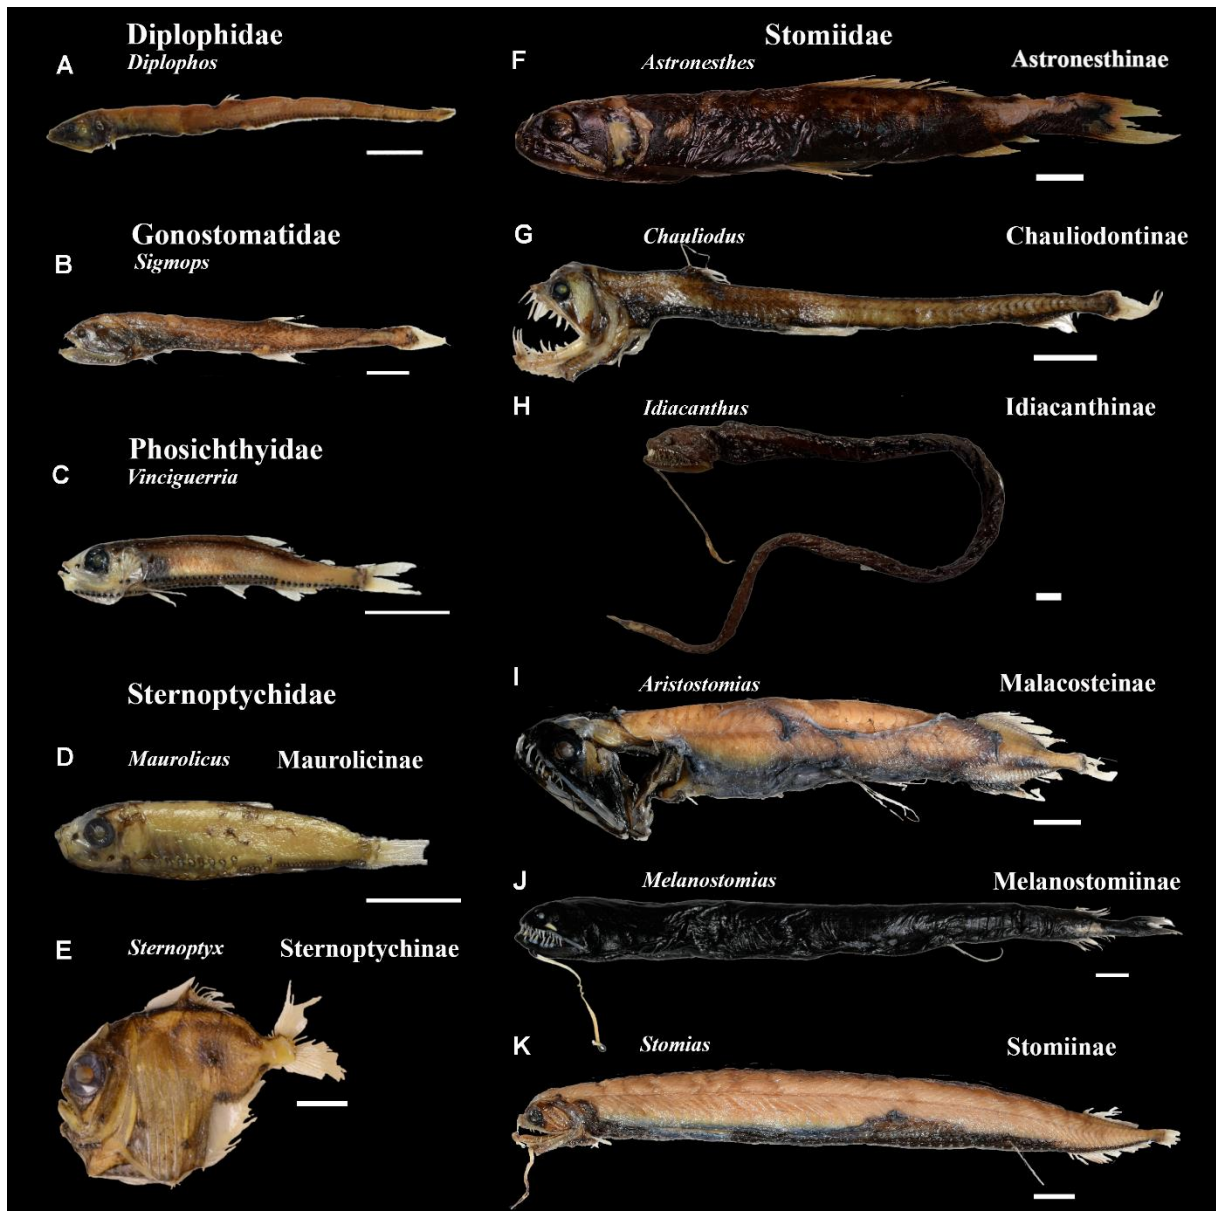 Diplophidae
A
Diplophos
Gonostomatidae
B
Sigmops
Phosichthyidae
C
Vinciguerria
Sternoptychidae
D
Maurolicus
Maurolicinae
E
Sternoptyx
Sternoptychinae
Stomiidae
F
Astronesthes
Astronesthinae
G
Chauliodus
Chauliodontinae
H
Idiacanthus
Idiacanthinae
I
Aristostomias
Malacosteinae
J
Melanostomias
Melanostomiinae
K
Stomias
Stomiinae